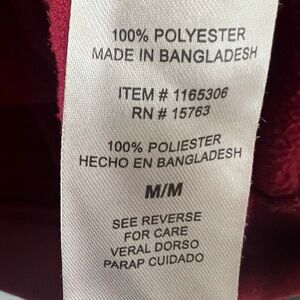 100% POLYESTER
MADE IN BANGLADESH
ITEM # 1165306
RN # 15763
100% POLIESTER
HECHO EN BANGLADESH
M/M
SEE REVERSE
FOR CARE
VERAL DORSO
PARAP CUIDADO